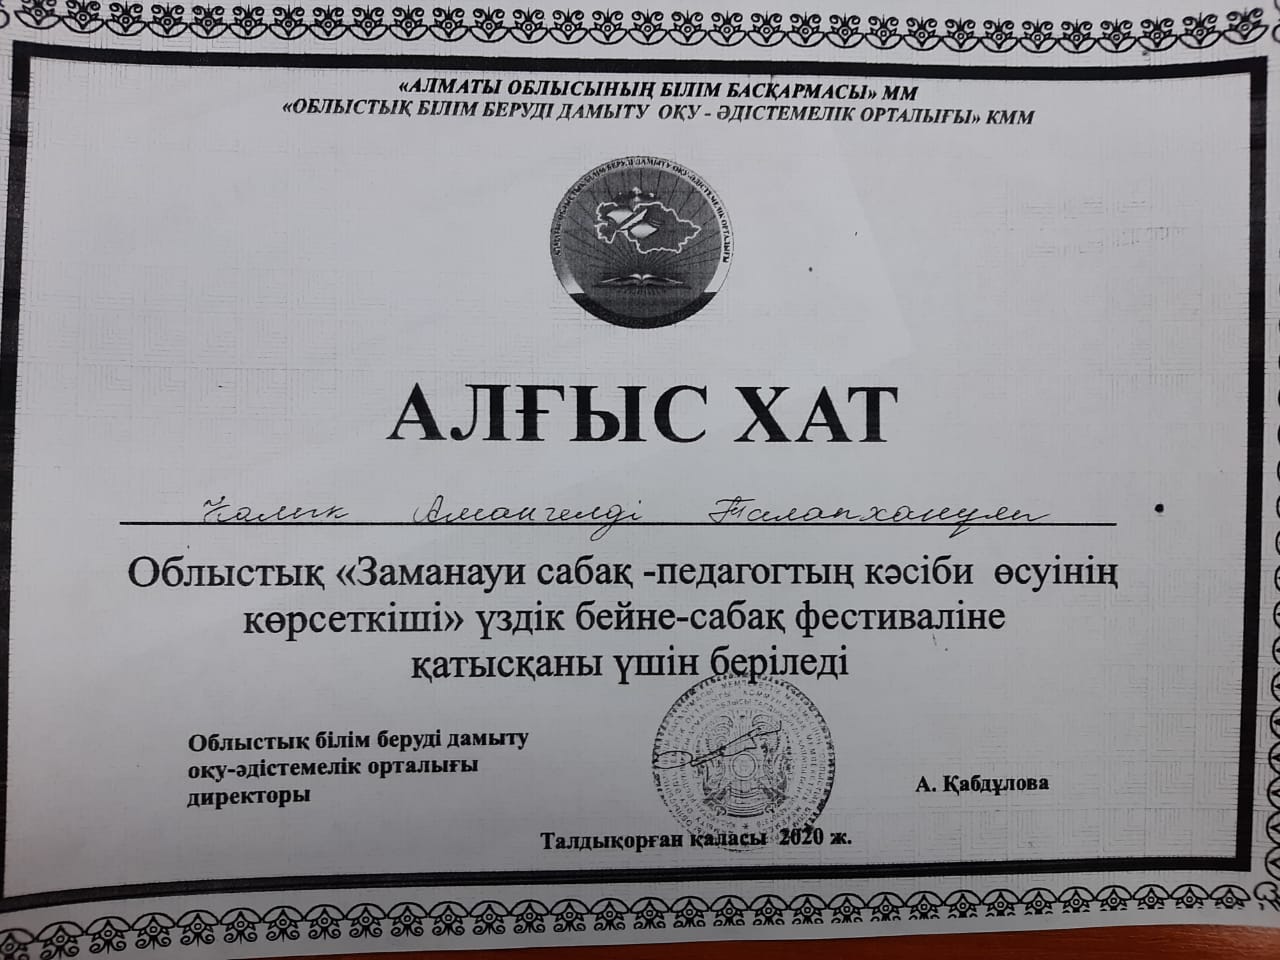 «АЛМАТЫ ОБЛЫСЫНЫҢ БІЛІМ БАСҚАРМАСЫ» ММ
«ОБЛЫСТЫҚ БІЛІМ БЕРУДІ ДАМЫТУ ОҚУ - ӘДІСТЕМЕЛІК ОРТАЛЫҒЫ» КММ
АЛҒЫС ХАТ
Амангелді Талапханұлы
Облыстық «Заманауи сабақ -педагогтың кәсіби өсуінің
көрсеткіші» үздік бейне-сабақ фестиваліне
қатысқаны үшін беріледі
Облыстық білім беруді дамыту
оқу-әдістемелік орталығы
директоры
А. Қабдұлова
Талдықорған қаласы 2020 ж.